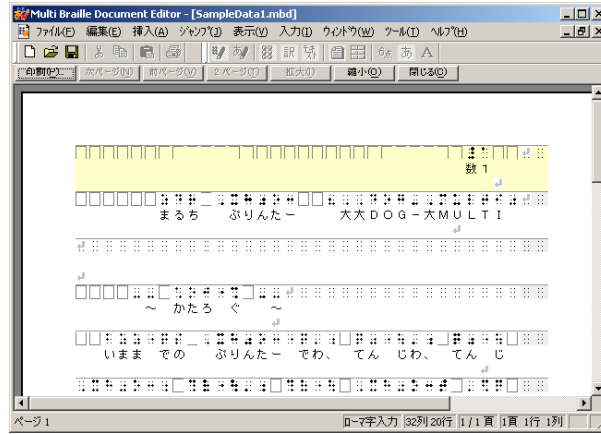 Multi Braille Document Editor - [SampleData1.mbd]
ファイル(F) 編集(E) 挿入(A) ジャンプ(J) 表示(V) 入力(I) ウィンドウ(W) ツール(T) ヘルプ(H)
訳 6点 あ A
印刷(P)... 次ページ(N) 前ページ(V) 2ページ(T) 拡大(I) 縮小(O) 閉じる(C)
数 1
まるち ぷりんたー 大大DOG-大MULTI
～ かたろ ぐ ～
いまま での ぷりんたー でわ、 てん じわ、 てん じ
ページ 1 ローマ字入力 32列 20行 1/1 頁 1頁 1行 1列